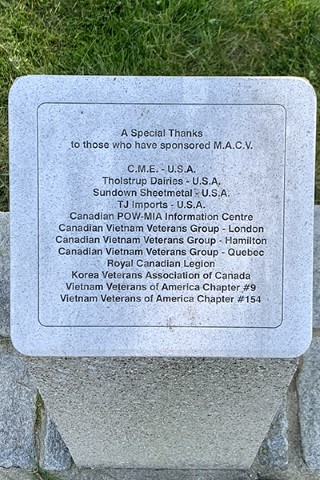 A Special Thanks
to those who have sponsored M.A.C.V.
C.M.E. - U.S.A.
Tholstrup Dairies - U.S.A.
Sundown Sheetmetal - U.S.A.
TJ Imports - U.S.A.
Canadian POW-MIA Information Centre
Canadian Vietnam Veterans Group - London
Canadian Vietnam Veterans Group - Hamilton
Canadian Vietnam Veterans Group - Quebec
Royal Canadian Legion
Korea Veterans Association of Canada
Vietnam Veterans of America Chapter #9
Vietnam Veterans of America Chapter #154